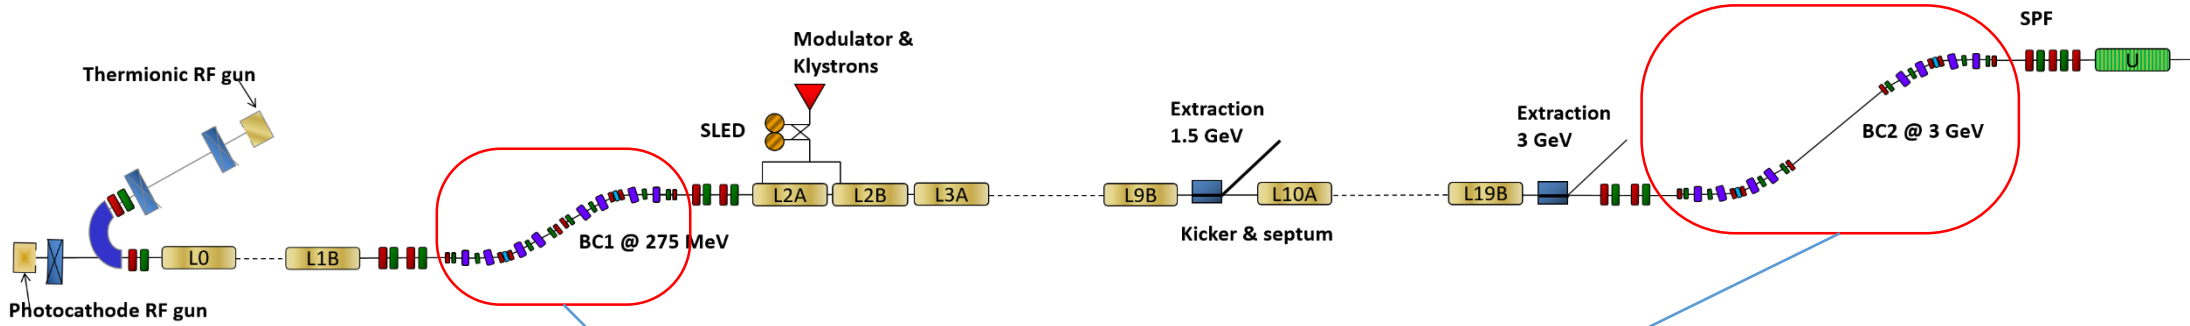 SPF
Modulator &
Klystrons
Thermionic RF gun
U
SLED
Extraction
1.5 GeV
Extraction
3 GeV
BC2 @ 3 GeV
L2A
L2B
L3A
L9B
L10A
L19B
Kicker & septum
BC1 @ 275 MeV
L0
L1B
Photocathode RF gun